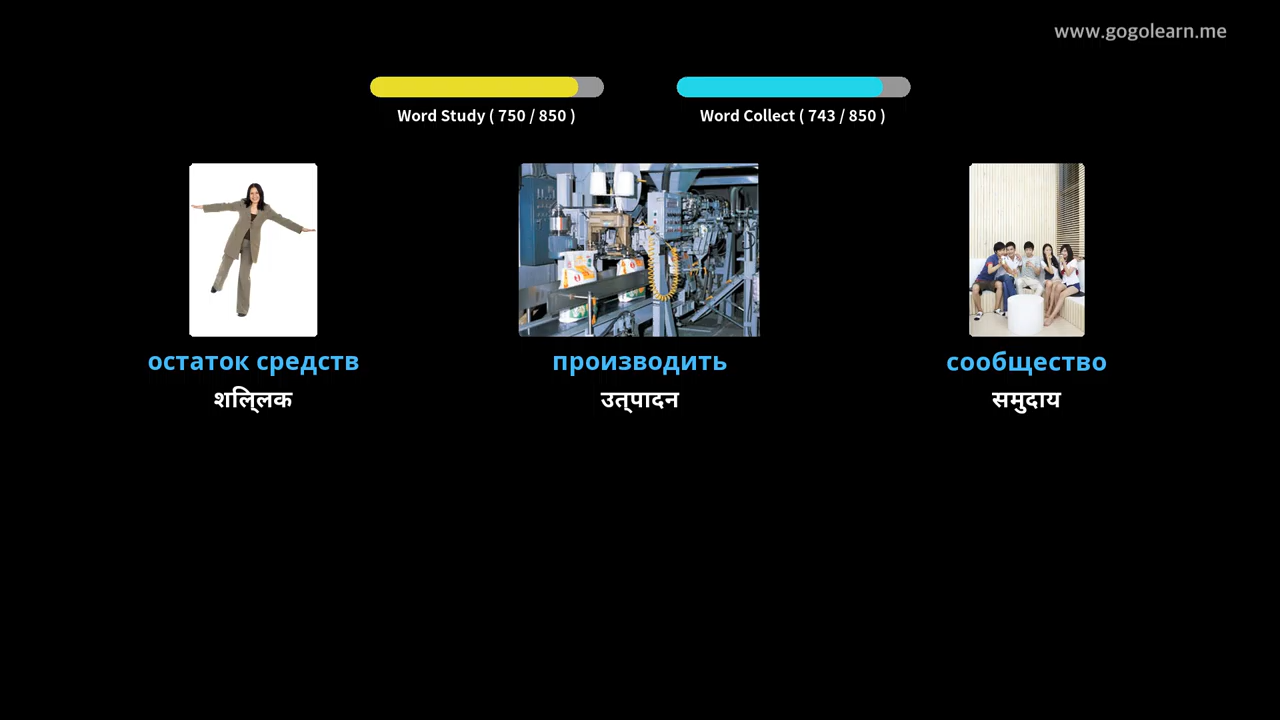 www.gogolearn.me
Word Study ( 750 / 850 )
Word Collect ( 743 / 850 )
остаток средств
производить
сообщество
शल्लिक
उत्पादन
समुदाय